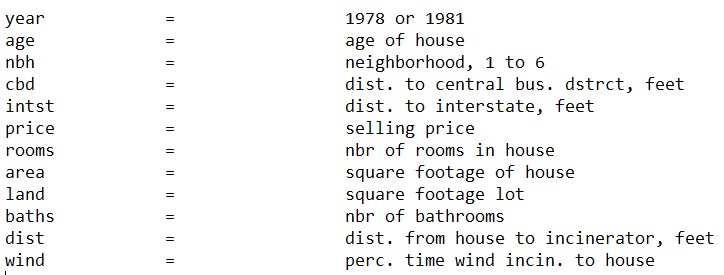 year = 1978 or 1981
age = age of house
nbh = neighborhood, 1 to 6
cbd = dist. to central bus. dstrct, feet
intst = dist. to interstate, feet
price = selling price
rooms = nbr of rooms in house
area = square footage of house
land = square footage lot
baths = nbr of bathrooms
dist = dist. from house to incinerator, feet
wind = perc. time wind incin. to house